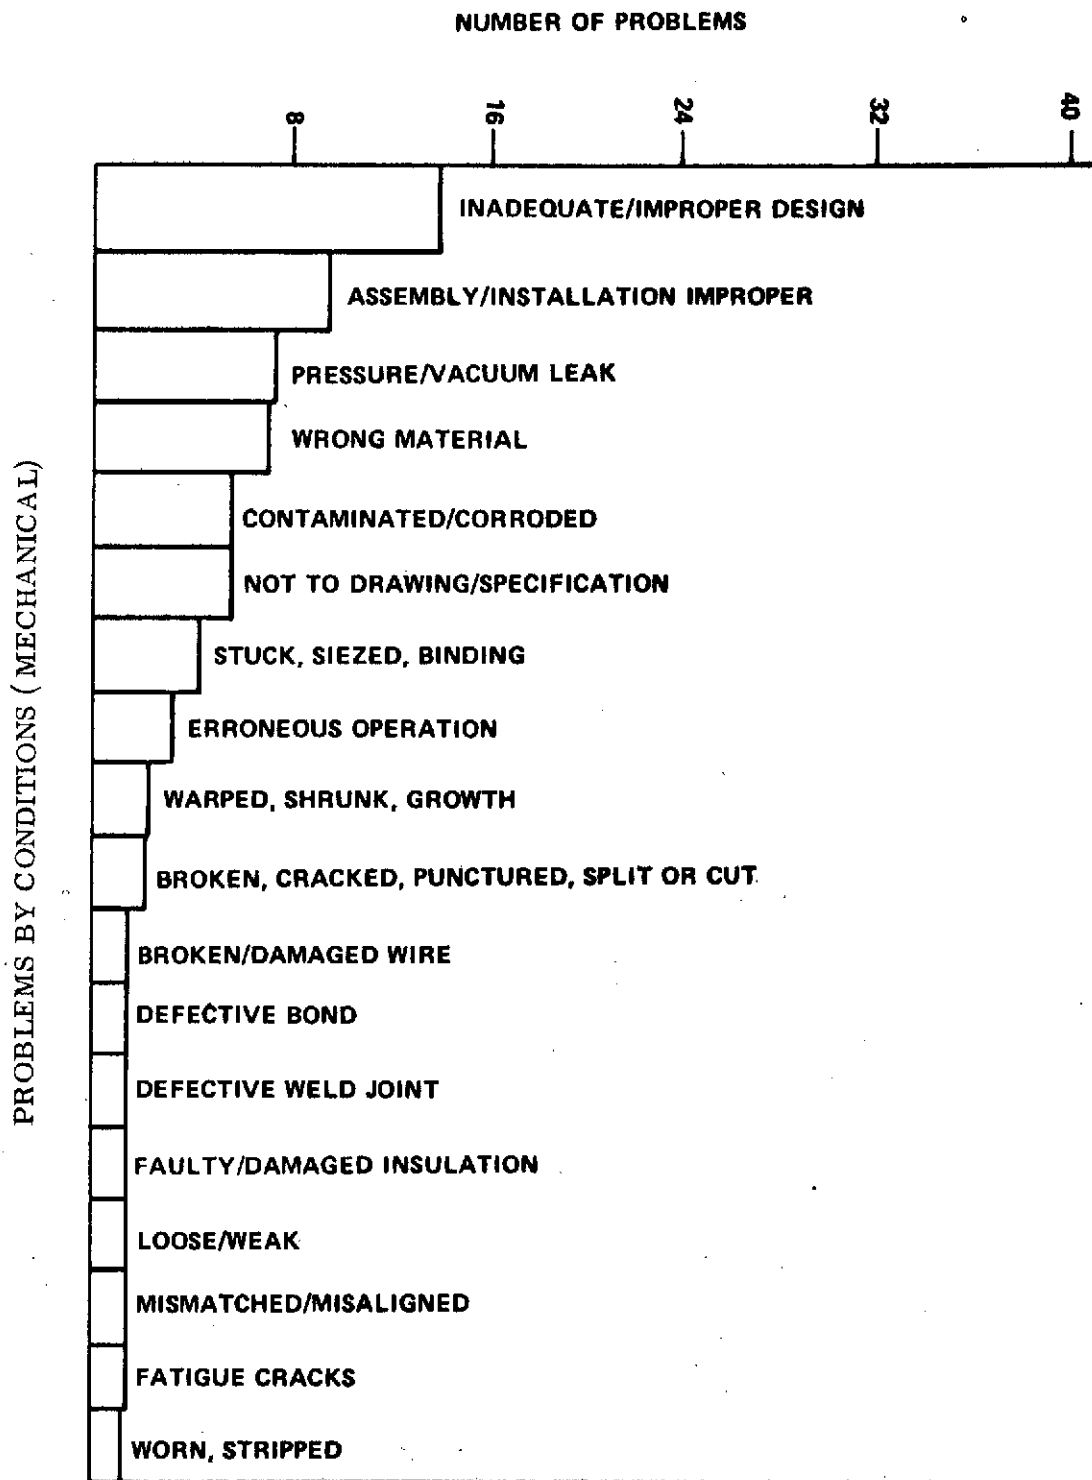 NUMBER OF PROBLEMS
8 16 24 32 40
INADEQUATE/IMPROPER DESIGN
ASSEMBLY/INSTALLATION IMPROPER
PRESSURE/VACUUM LEAK
WRONG MATERIAL
CONTAMINATED/CORRODED
NOT TO DRAWING/SPECIFICATION
STUCK, SIEZED, BINDING
ERRONEOUS OPERATION
WARPED, SHRUNK, GROWTH
BROKEN, CRACKED, PUNCTURED, SPLIT OR CUT
BROKEN/DAMAGED WIRE
DEFECTIVE BOND
DEFECTIVE WELD JOINT
FAULTY/DAMAGED INSULATION
LOOSE/WEAK
MISMATCHED/MISALIGNED
FATIGUE CRACKS
WORN, STRIPPED
PROBLEMS BY CONDITIONS (MECHANICAL)